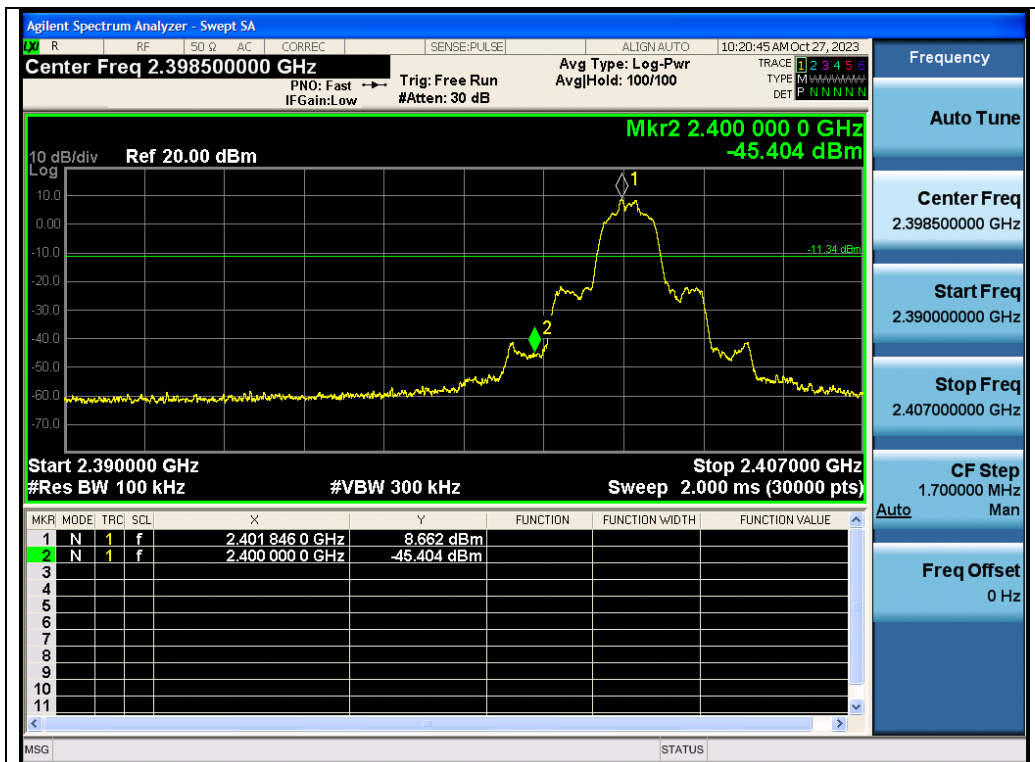 Agilent Spectrum Analyzer - Swept SA
LXI R RF 50 Ω AC CORREC SENSE:PULSE ALIGN AUTO 10:20:45 AM Oct 27, 2023
Center Freq 2.398500000 GHz
PNO: Fast
IFGain:Low
Trig: Free Run
#Atten: 30 dB
Avg Type: Log-Pwr
Avg|Hold: 100/100
TRACE 1 2 3 4 5 6
TYPE M
DET P N N N N N
Mkr2 2.400 000 0 GHz
-45.404 dBm
10 dB/div Ref 20.00 dBm
Log
10.0
0.00
-10.0
-20.0
-30.0
-40.0
-50.0
-60.0
-70.0
1
-11.34 dBm
2
Start 2.390000 GHz Stop 2.407000 GHz
#Res BW 100 kHz #VBW 300 kHz Sweep 2.000 ms (30000 pts)
MKR MODE TRC SCL X Y FUNCTION FUNCTION WIDTH FUNCTION VALUE
1 N 1 f 2.401 846 0 GHz 8.662 dBm
2 N 1 f 2.400 000 0 GHz -45.404 dBm
3
4
5
6
7
8
9
10
11
MSG STATUS
Frequency
Auto Tune
Center Freq
2.398500000 GHz
Start Freq
2.390000000 GHz
Stop Freq
2.407000000 GHz
CF Step
1.700000 MHz
Auto Man
Freq Offset
0 Hz